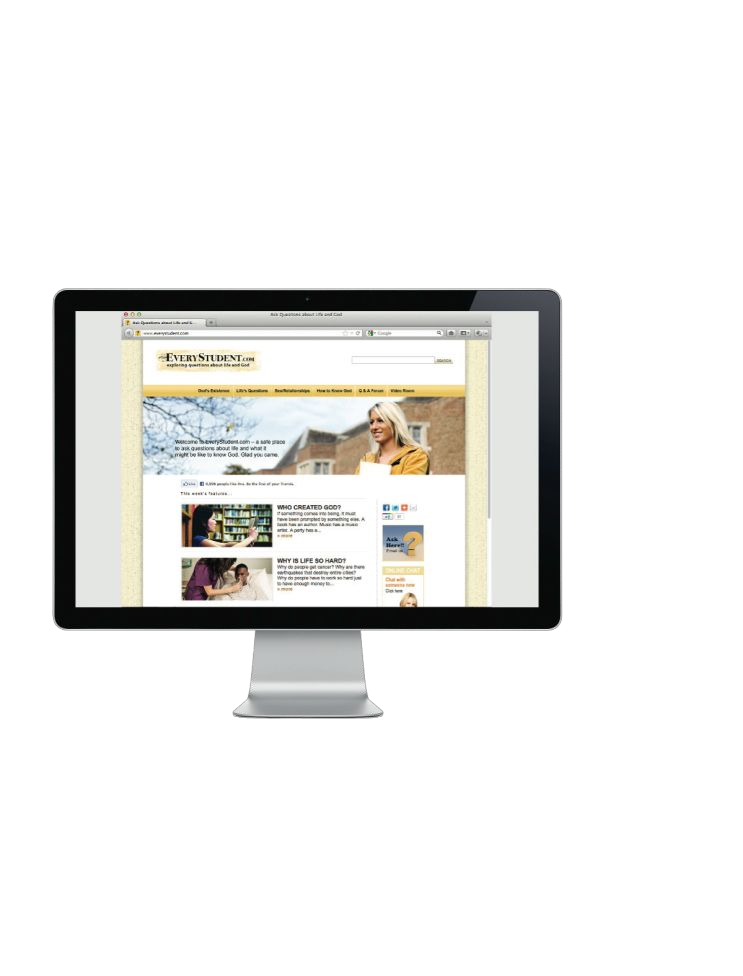 Ask Questions about Life and God
Ask Questions about Life and G...
www.everystudent.com
Google
EVERYSTUDENT.COM
exploring questions about life and God
SEARCH
God's Existence Life's Questions Sex/Relationships How to Know God Q & A Forum Video Room
Welcome to EveryStudent.com – a safe place
to ask questions about life and what it
might be like to know God. Glad you came.
Like
people like this. Be the first of your friends.
This week's features...
WHO CREATED GOD?
If something comes into being, it must
have been prompted by something else. A
book has an author. Music has a music
artist. A party has a...
» more
WHY IS LIFE SO HARD?
Why do people get cancer? Why are there
earthquakes that destroy entire cities?
Why do people have to work so hard just
to have enough money to...
» more
Ask
Here!!
Email us
ONLINE CHAT
Chat with
someone now
Click here